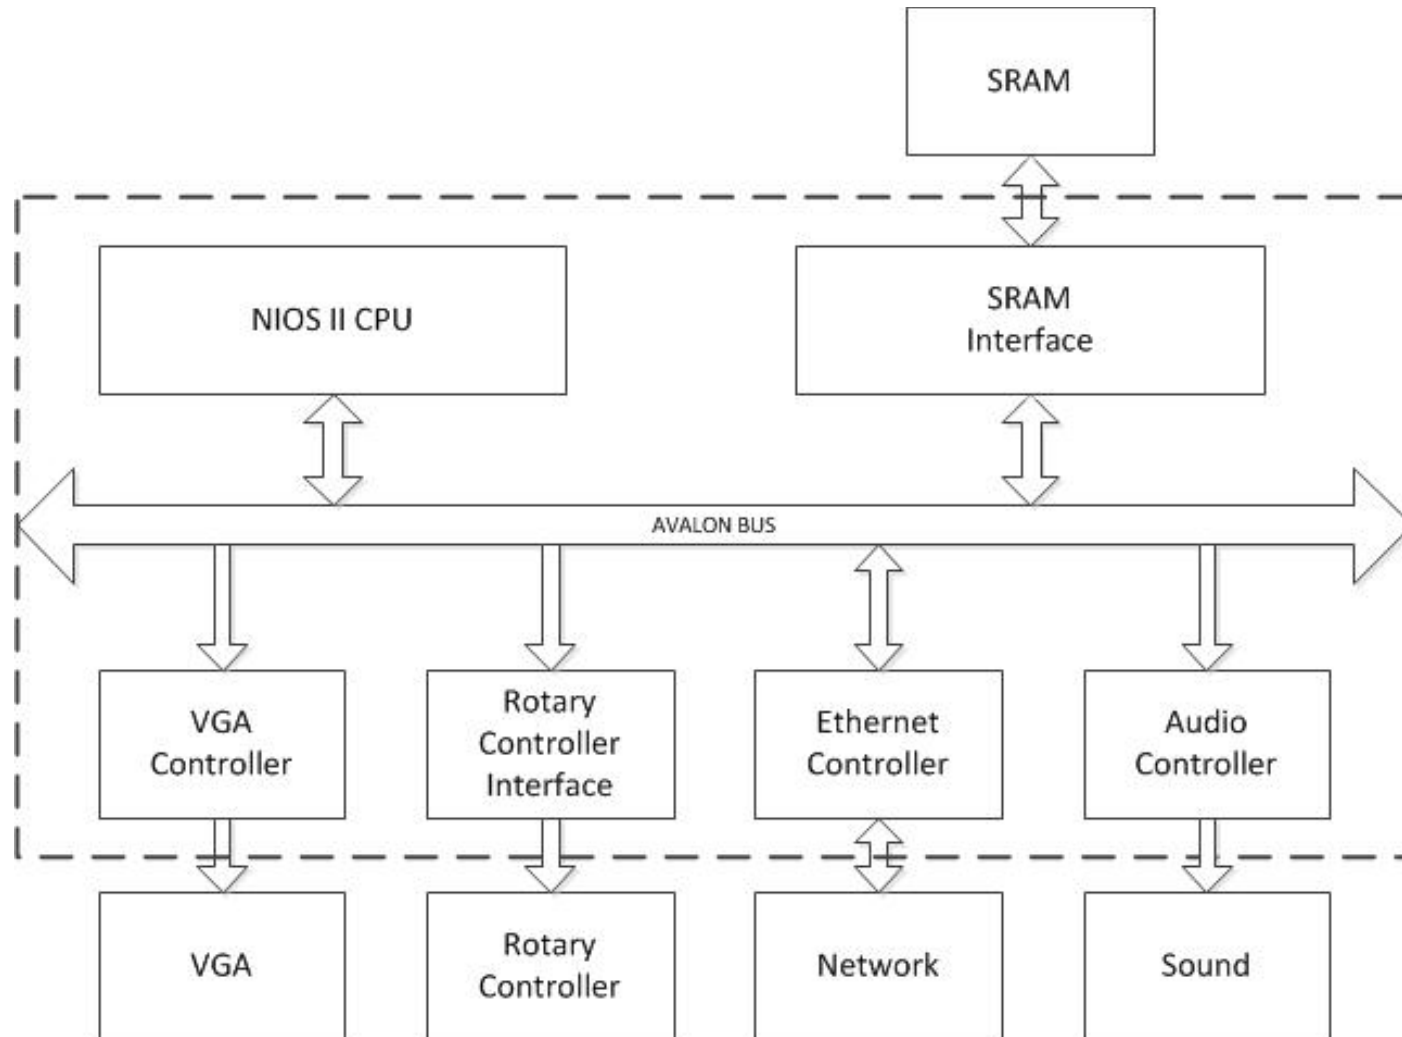 SRAM
NIOS II CPU
SRAM
Interface
AVALON BUS
VGA
Controller
Rotary
Controller
Interface
Ethernet
Controller
Audio
Controller
VGA
Rotary
Controller
Network
Sound